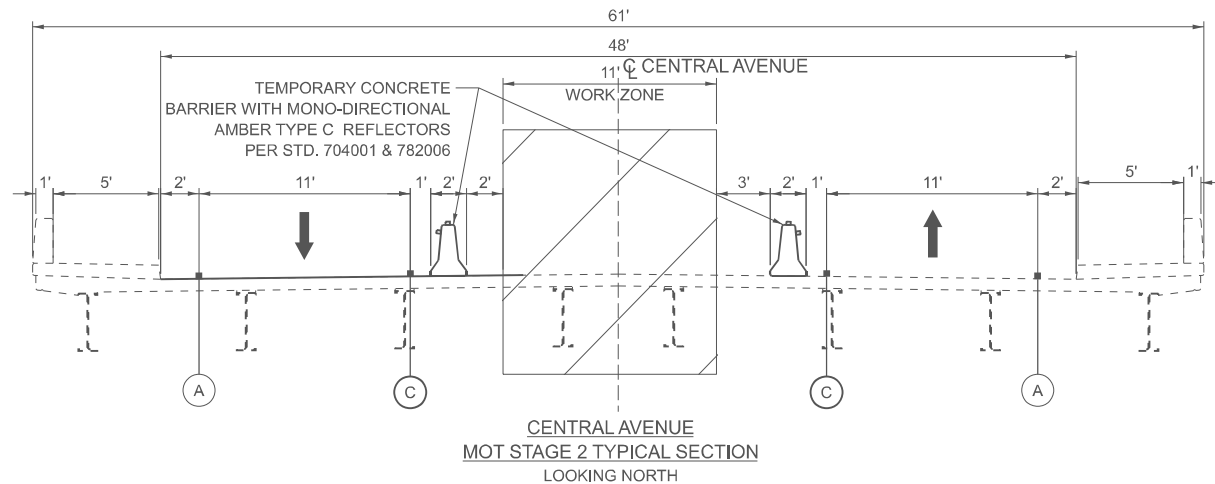 61'
48'
℄ CENTRAL AVENUE
11'
WORK ZONE
TEMPORARY CONCRETE
BARRIER WITH MONO-DIRECTIONAL
AMBER TYPE C REFLECTORS
PER STD. 704001 & 782006
1' 5' 2' 11' 1' 2' 2' 3' 2' 1' 11' 2' 5' 1'
A C C A
CENTRAL AVENUE
MOT STAGE 2 TYPICAL SECTION
LOOKING NORTH